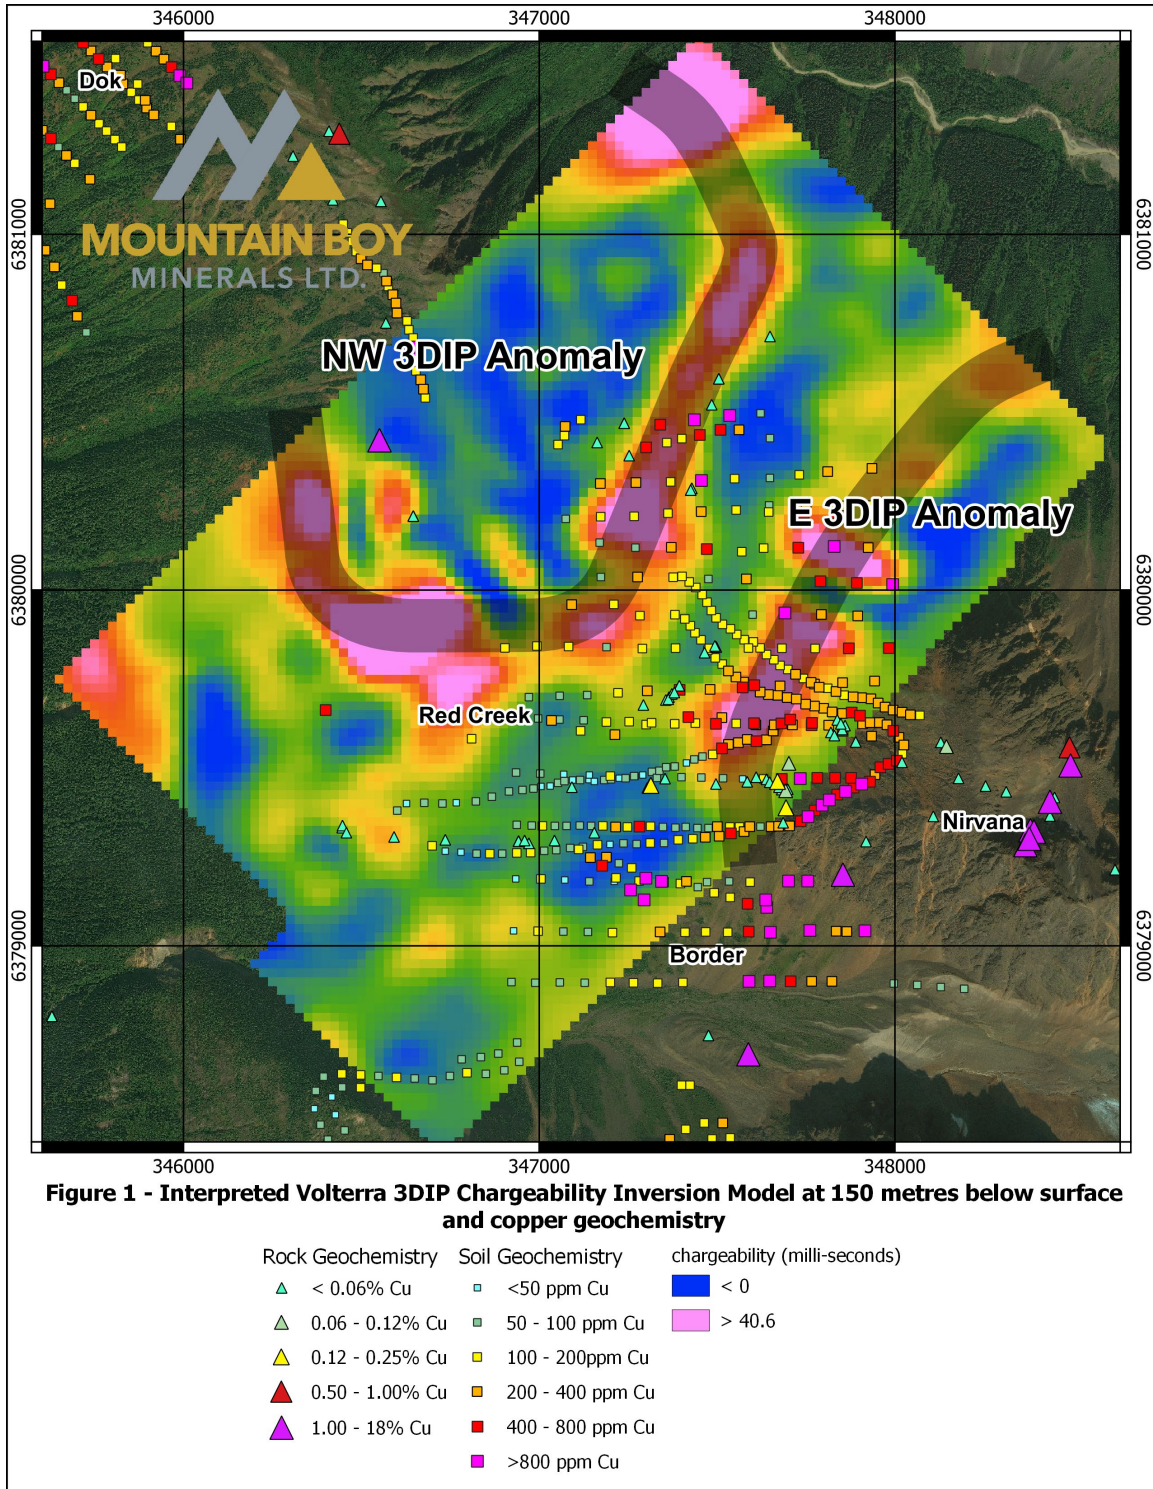 346000 347000 348000
Dok
MOUNTAIN BOY
MINERALS LTD.
6381000 6381000
NW 3DIP Anomaly
E 3DIP Anomaly
6380000 6380000
Red Creek
Nirvana
Border
6379000 6379000
346000 347000 348000
Figure 1 - Interpreted Volterra 3DIP Chargeability Inversion Model at 150 metres below surface
and copper geochemistry
Rock Geochemistry
< 0.06% Cu
0.06 - 0.12% Cu
0.12 - 0.25% Cu
0.50 - 1.00% Cu
1.00 - 18% Cu
Soil Geochemistry
<50 ppm Cu
50 - 100 ppm Cu
100 - 200ppm Cu
200 - 400 ppm Cu
400 - 800 ppm Cu
>800 ppm Cu
chargeability (milli-seconds)
< 0
> 40.6